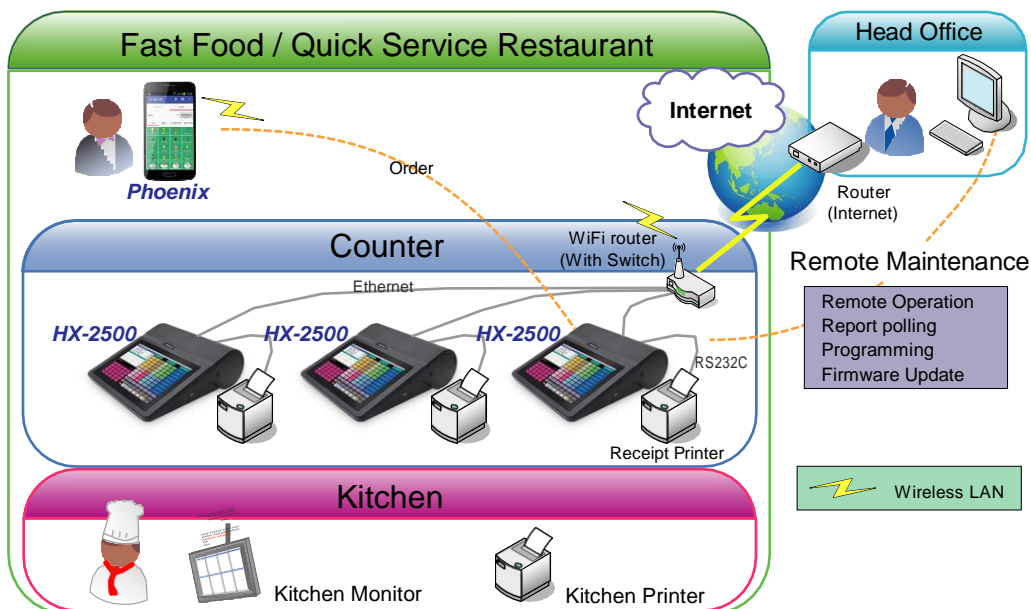 Fast Food / Quick Service Restaurant
Head Office
Internet
Phoenix
Order
Router
(Internet)
WiFi router
(With Switch)
Counter
Ethernet
Remote Maintenance
HX-2500
HX-2500
HX-2500
Remote Operation
Report polling
Programming
Firmware Update
RS232C
Receipt Printer
Kitchen
Wireless LAN
Kitchen Monitor
Kitchen Printer